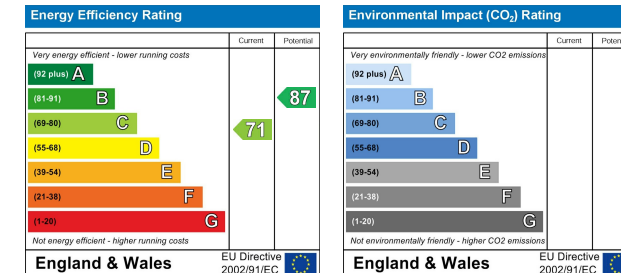 Energy Efficiency Rating
Current Potential
Very energy efficient - lower running costs
(92 plus) A
(81-91) B
87
(69-80) C
71
(55-68) D
(39-54) E
(21-38) F
(1-20) G
Not energy efficient - higher running costs
England & Wales
EU Directive
2002/91/EC
Environmental Impact (CO2) Rating
Current Poten
Very environmentally friendly - lower CO2 emissions
(92 plus) A
(81-91) B
(69-80) C
(55-68) D
(39-54) E
(21-38) F
(1-20) G
Not environmentally friendly - higher CO2 emissions
England & Wales
EU Directive
2002/91/EC